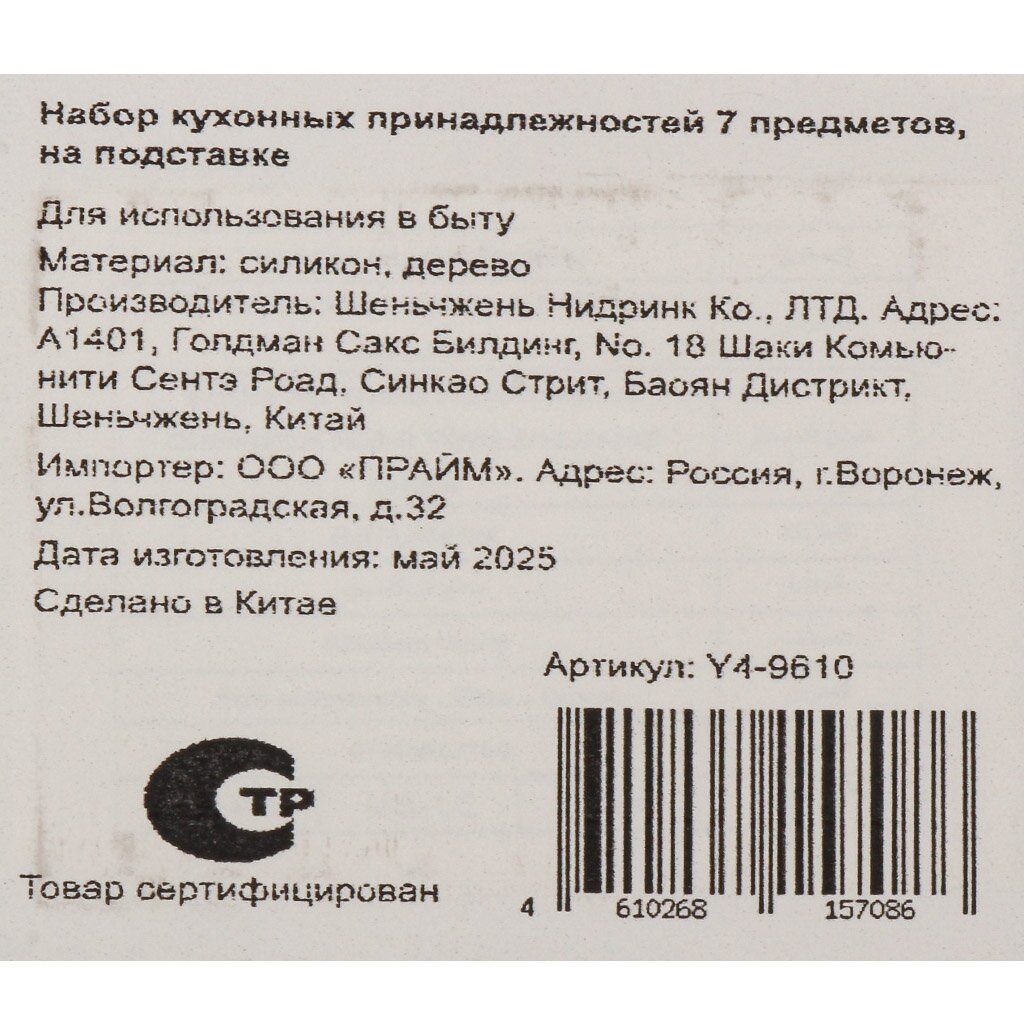 Набор кухонных принадлежностей 7 предметов,
на подставке
Для использования в быту
Материал: силикон, дерево
Производитель: Шеньчжень Нидринк Ко., ЛТД. Адрес:
А1401, Голдман Сакс Билдинг, No. 18 Шаки Комью-
нити Сентэ Роад, Синкао Стрит, Баоян Дистрикт,
Шеньчжень, Китай
Импортер: ООО «ПРАЙМ». Адрес: Россия, г.Воронеж,
ул.Волгоградская, д.32
Дата изготовления: май 2025
Сделано в Китае
Артикул: Y4-9610
ТР
Товар сертифицирован
4 610268 157086